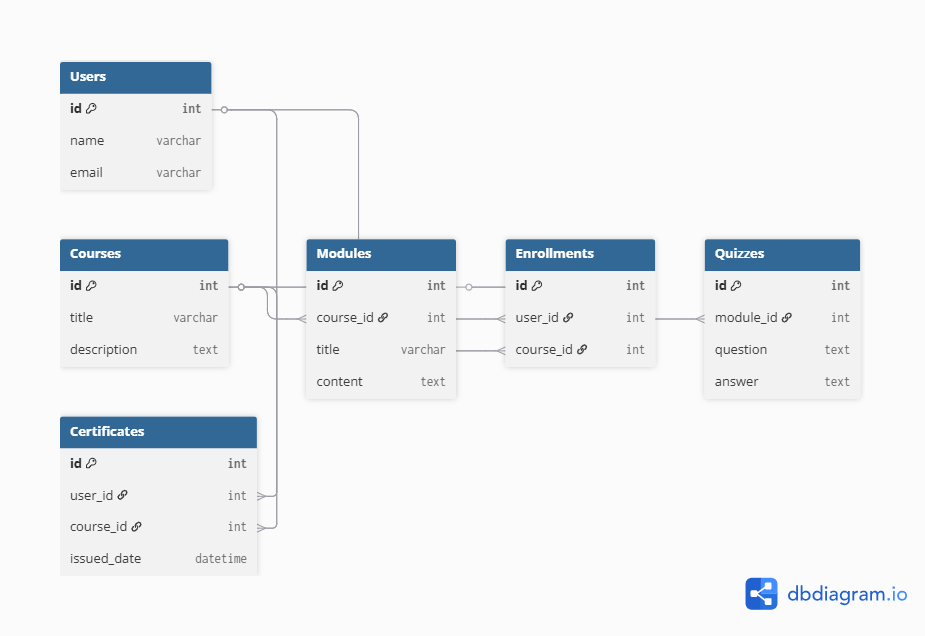 Users
id int
name varchar
email varchar
Courses
id int
title varchar
description text
Modules
id int
course_id int
title varchar
content text
Enrollments
id int
user_id int
course_id int
Quizzes
id int
module_id int
question text
answer text
Certificates
id int
user_id int
course_id int
issued_date datetime
dbdiagram.io